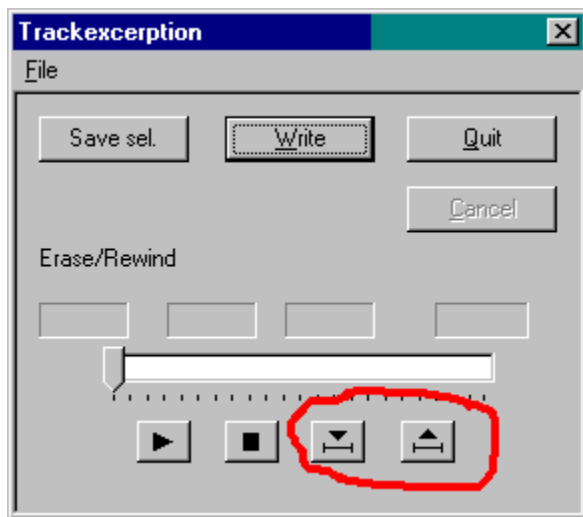 Trackexcerption
File
Save sel.
Write
Quit
Cancel
Erase/Rewind